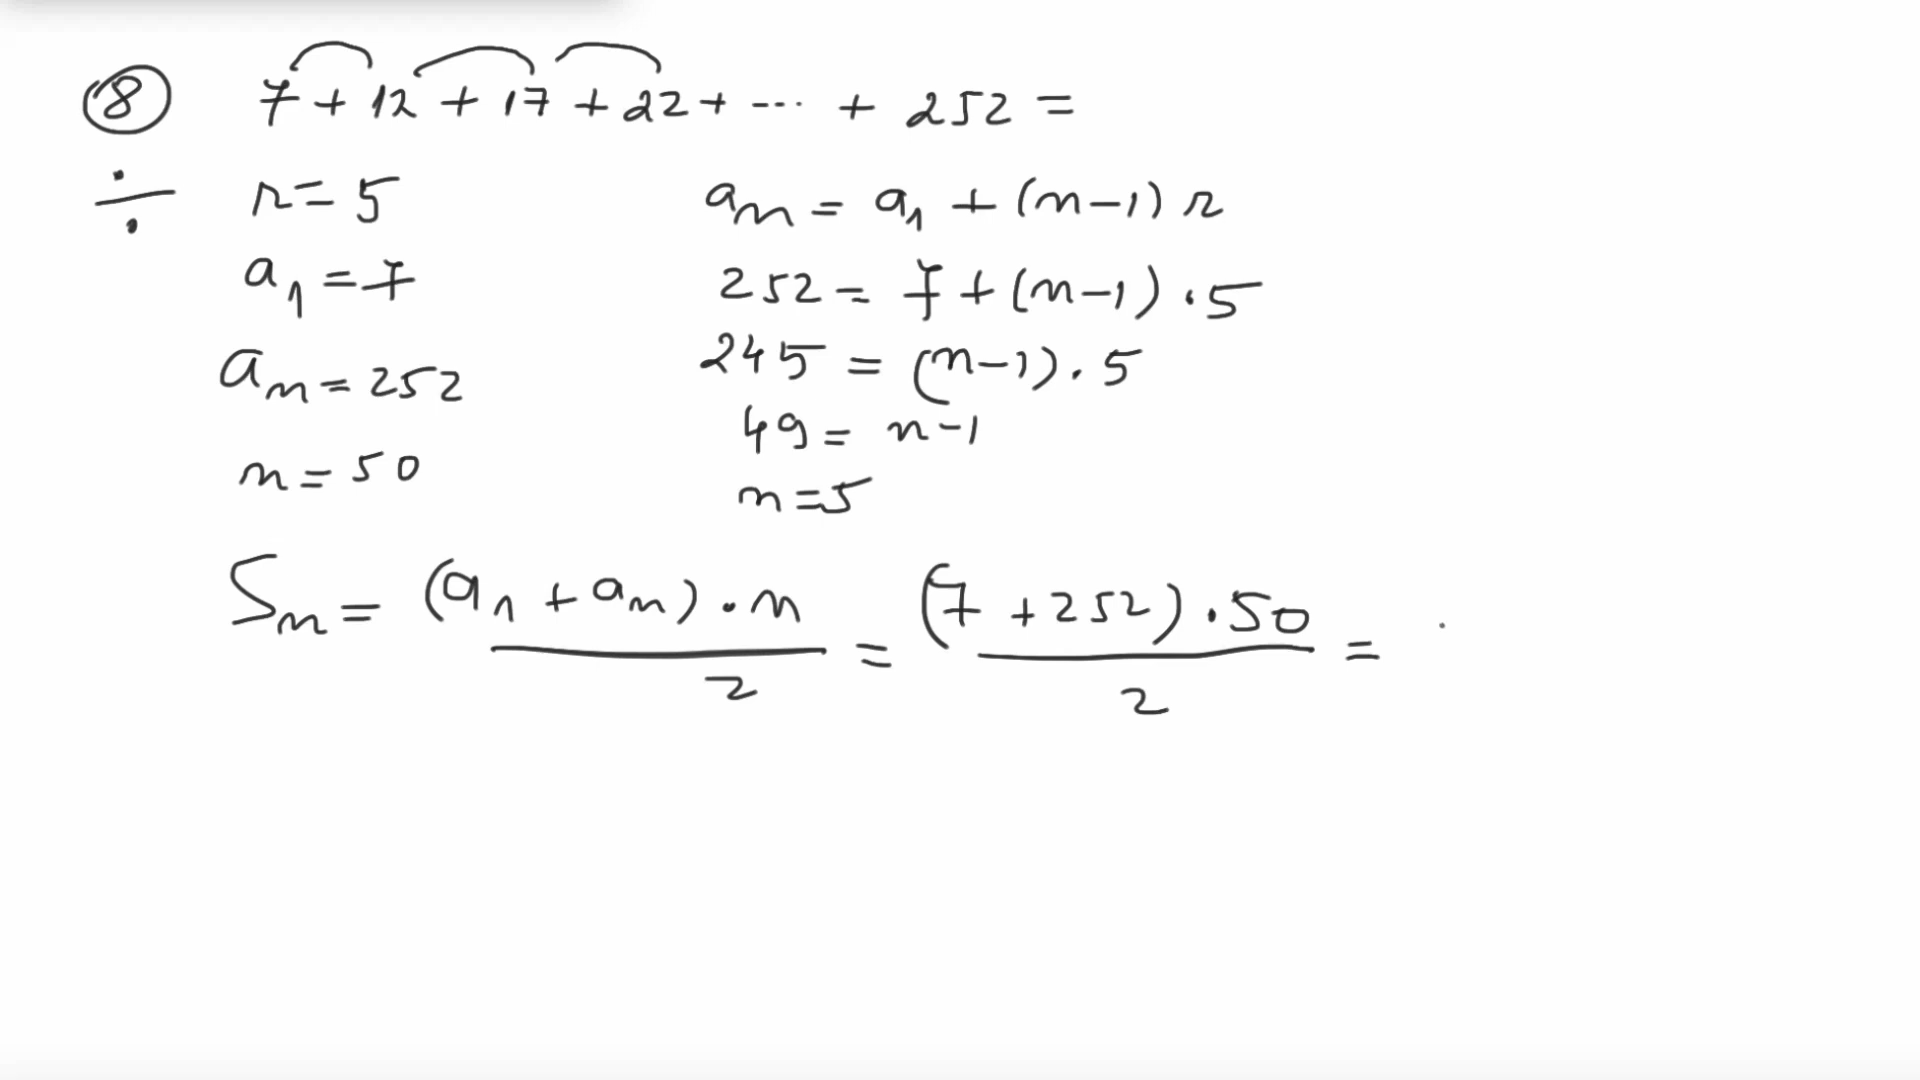 ⑧ 7 + 12 + 17 + 22 + ... + 252 =
÷ r = 5
a₁ = 7
aₙ = 252
n = 50
aₙ = a₁ + (n-1) r
252 = 7 + (n-1) · 5
245 = (n-1) · 5
49 = n-1
n = 5
Sₙ = (a₁ + aₙ) · n / 2 = (7 + 252) · 50 / 2 =